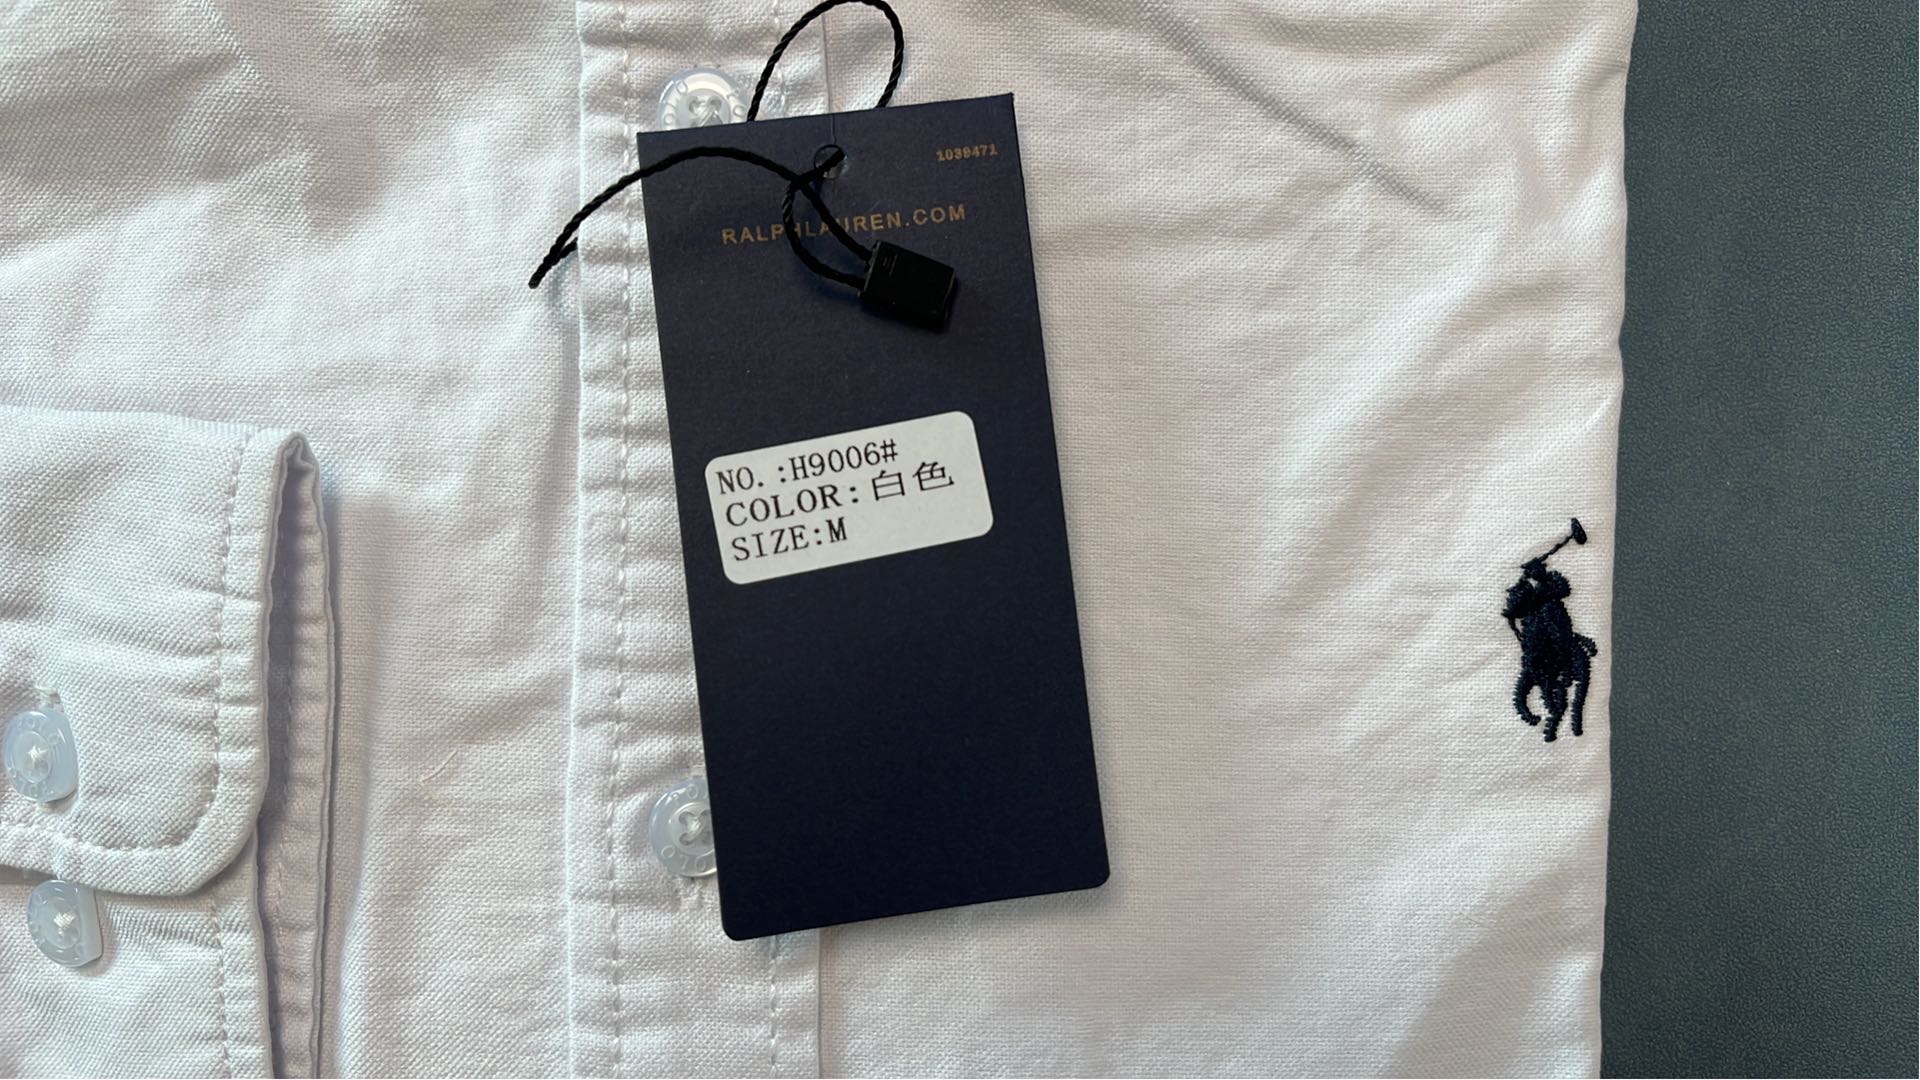 1039471
RALPHLAUREN.COM
NO.:H9006#
COLOR:白色
SIZE:M